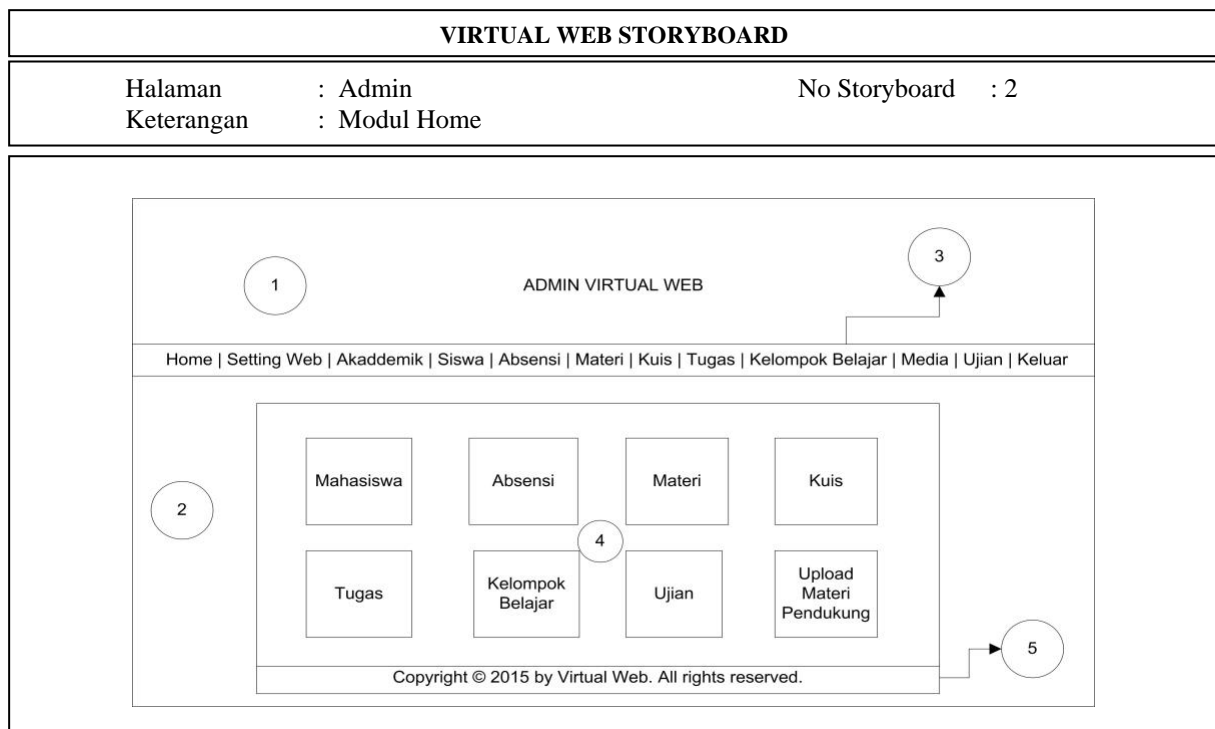 VIRTUAL WEB STORYBOARD
Halaman : Admin No Storyboard : 2
Keterangan : Modul Home
3
1 ADMIN VIRTUAL WEB
Home | Setting Web | Akaddemik | Siswa | Absensi | Materi | Kuis | Tugas | Kelompok Belajar | Media | Ujian | Keluar
Mahasiswa Absensi Materi Kuis
2
4
Tugas
Kelompok
Belajar
Ujian
Upload
Materi
Pendukung
5
Copyright © 2015 by Virtual Web. All rights reserved.